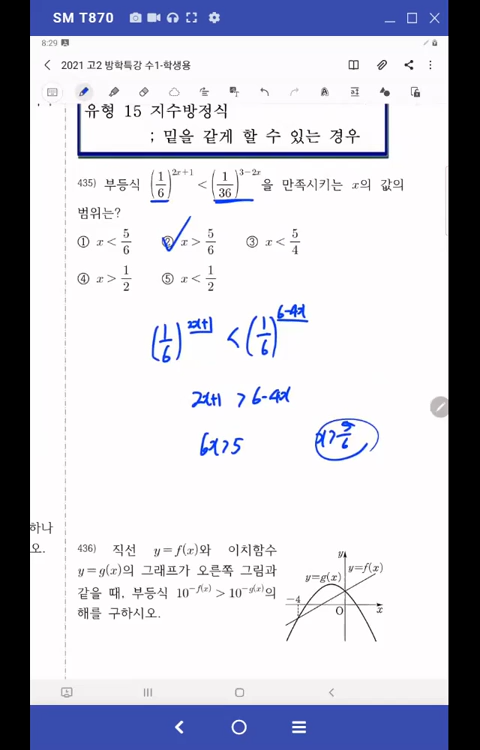 SM T870
8:29
2021 고2 방학특강 수1-학생용
유형 15 지수방정식
; 밑을 같게 할 수 있는 경우
435) 부등식 (1/6)^{2x+1} < (1/36)^{3-2x}을 만족시키는 x의 값의
범위는?
① x < 5/6 ② x > 5/6 ③ x < 5/4
④ x > 1/2 ⑤ x < 1/2
(1/6)^{2x+1} < (1/6)^{6-4x}
2x+1 > 6-4x
6x > 5 x > 5/6
하나
오.
436) 직선 y=f(x)와 이차함수
y=g(x)의 그래프가 오른쪽 그림과
같을 때, 부등식 10^{-f(x)} > 10^{-g(x)}의
해를 구하시오.
y
y=g(x) y=f(x)
-4 O x